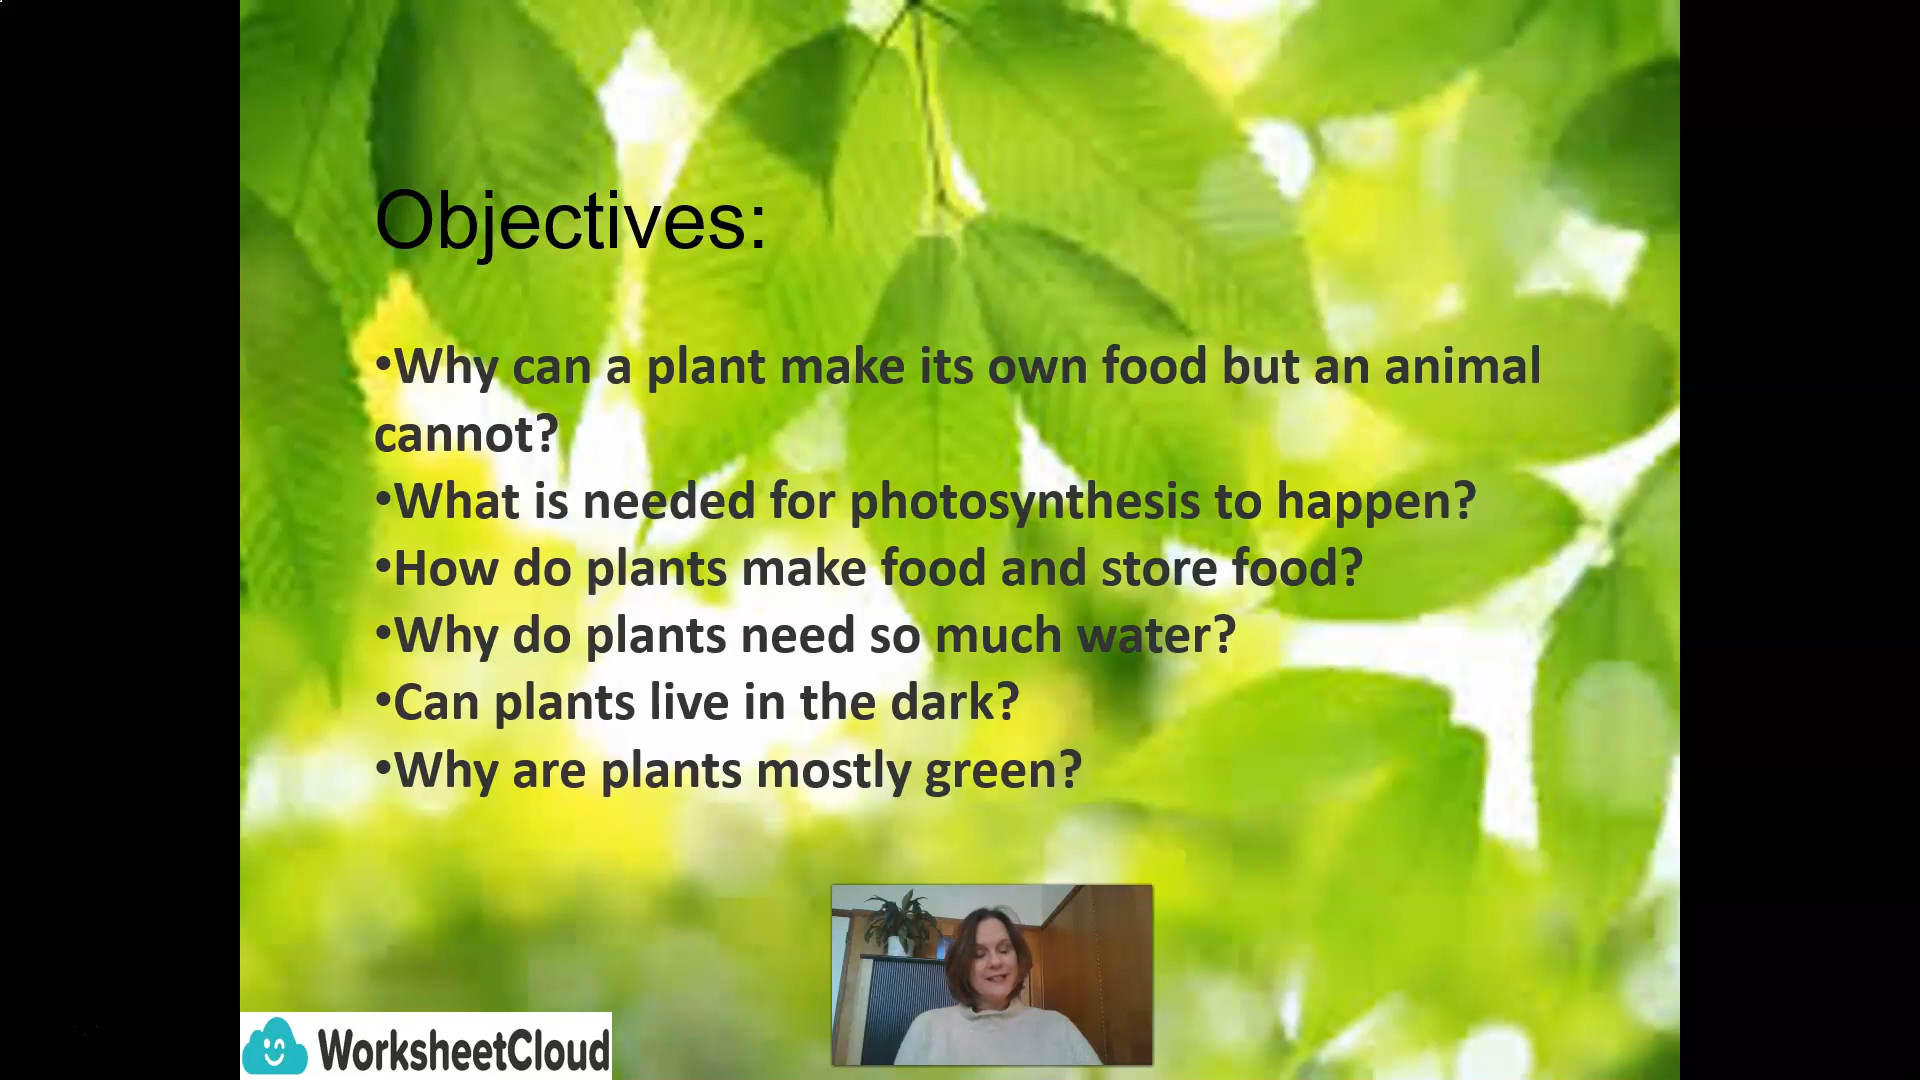 Objectives:
•Why can a plant make its own food but an animal
cannot?
•What is needed for photosynthesis to happen?
•How do plants make food and store food?
•Why do plants need so much water?
•Can plants live in the dark?
•Why are plants mostly green?
WorksheetCloud